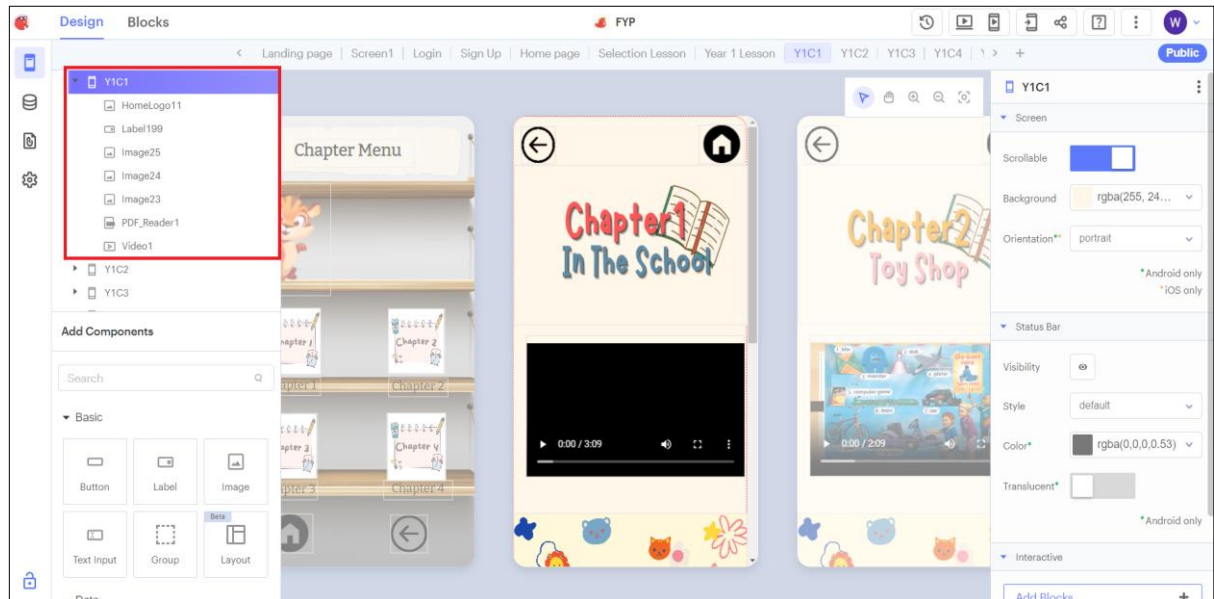 Design Blocks FYP W
Landing page Screen1 Login Sign Up Home page Selection Lesson Year 1 Lesson Y1C1 Y1C2 Y1C3 Y1C4 + Public
Y1C1
HomeLogo11
Label199
Image25
Image24
Image23
PDF_Reader1
Video1
Y1C2
Y1C3
Add Components
Search
Basic
Button Label Image
Beta
Text Input Group Layout
Chapter Menu
Chapter 2
Chapter 2
Chapter 3
Chapter 4
Chapter 4
Chapter1
In The School
0:00 / 3:09
Chapter2
Toy Shop
0:00 / 2:09
Y1C1
Screen
Scrollable
Background rgba(255, 24...
Orientation** portrait
*Android only
*iOS only
Status Bar
Visibility
Style default
Color* rgba(0,0,0,0.53)
Translucent*
*Android only
Interactive
Add Blocks +